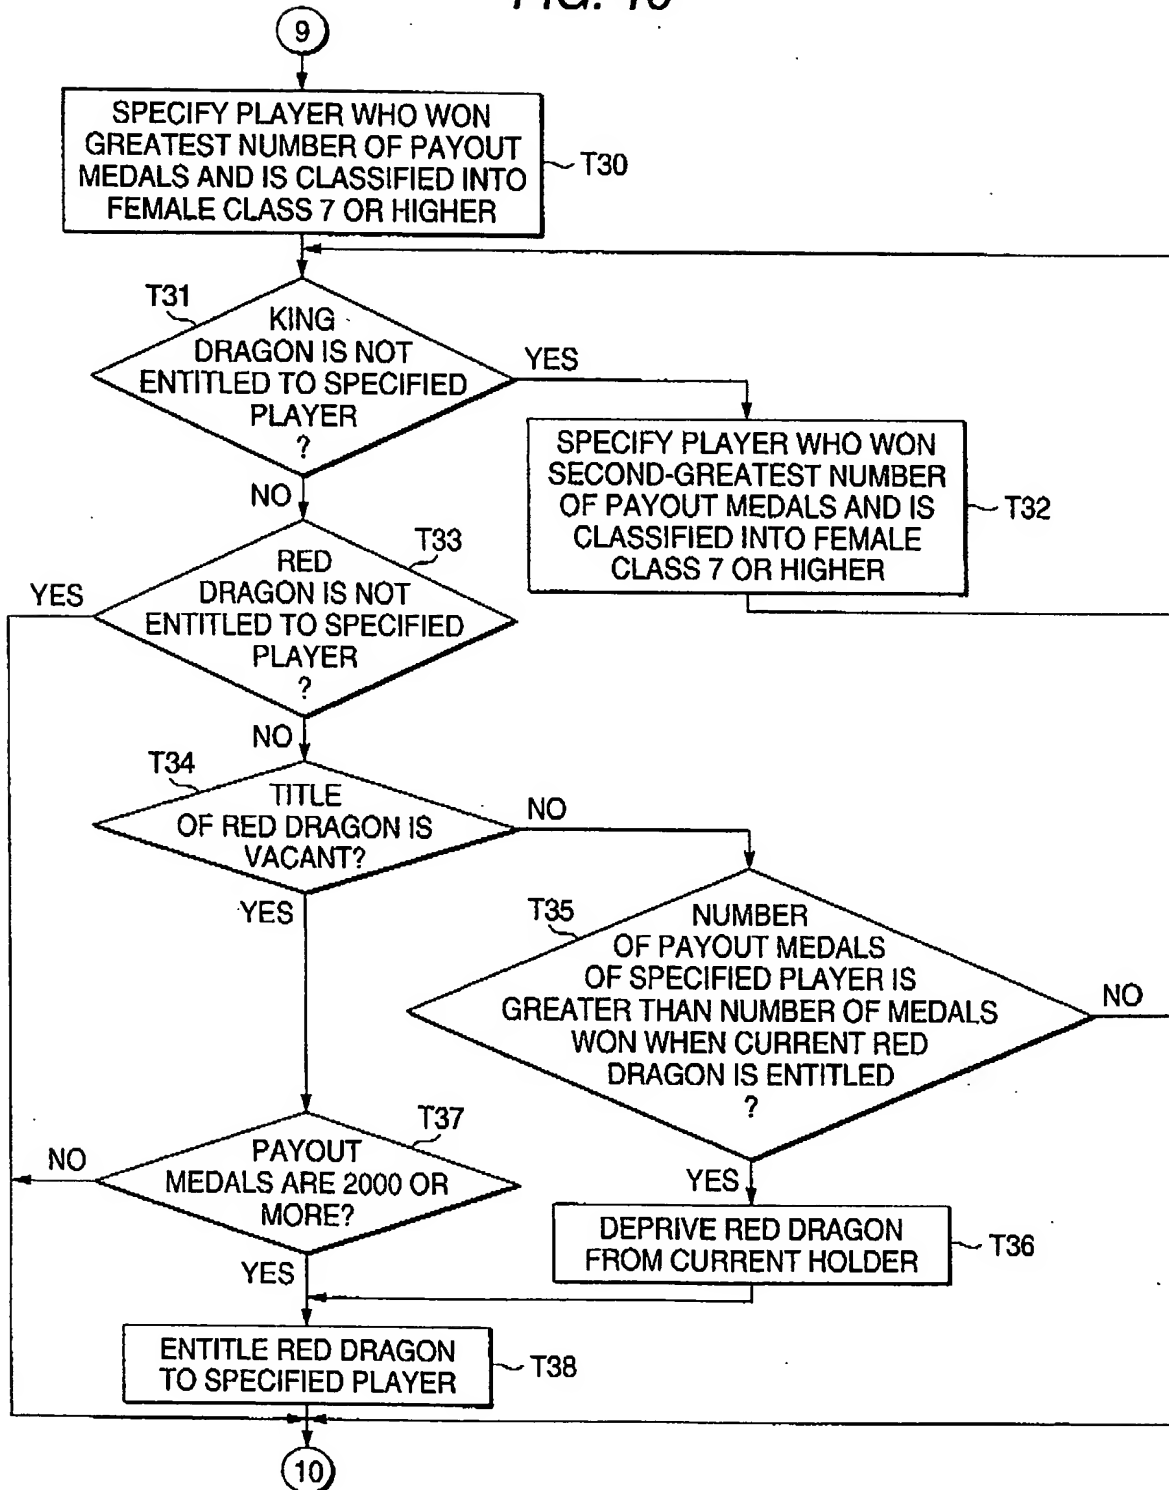 9
SPECIFY PLAYER WHO WON
GREATEST NUMBER OF PAYOUT
MEDALS AND IS CLASSIFIED INTO
FEMALE CLASS 7 OR HIGHER
T30
T31
KING
DRAGON IS NOT
ENTITLED TO SPECIFIED
PLAYER
?
YES
NO
SPECIFY PLAYER WHO WON
SECOND-GREATEST NUMBER
OF PAYOUT MEDALS AND IS
CLASSIFIED INTO FEMALE
CLASS 7 OR HIGHER
T32
T33
RED
DRAGON IS NOT
ENTITLED TO SPECIFIED
PLAYER
?
YES
NO
T34
TITLE
OF RED DRAGON IS
VACANT?
NO
YES
T35
NUMBER
OF PAYOUT MEDALS
OF SPECIFIED PLAYER IS
GREATER THAN NUMBER OF MEDALS
WON WHEN CURRENT RED
DRAGON IS ENTITLED
?
NO
YES
T37
PAYOUT
MEDALS ARE 2000 OR
MORE?
NO
YES
DEPRIVE RED DRAGON
FROM CURRENT HOLDER
T36
ENTITLE RED DRAGON
TO SPECIFIED PLAYER
T38
10